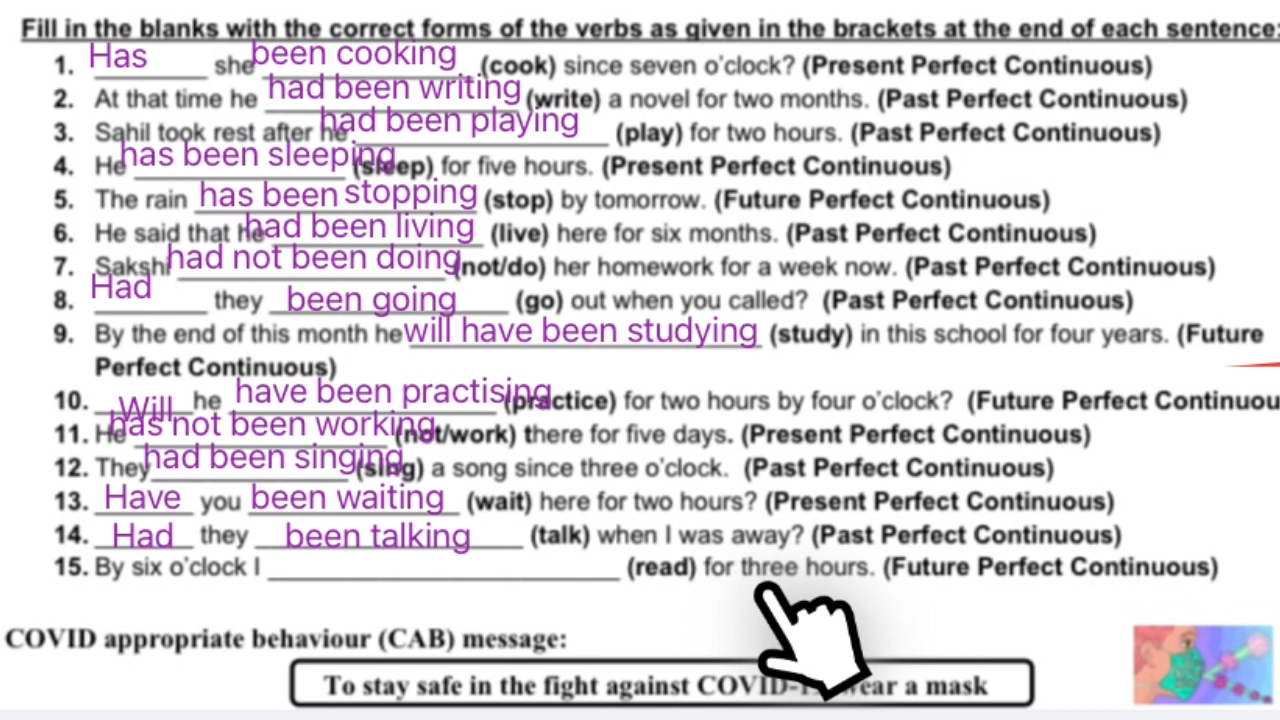 Fill in the blanks with the correct forms of the verbs as given in the brackets at the end of each sentence:
1. Has she been cooking (cook) since seven o'clock? (Present Perfect Continuous)
2. At that time he had been writing (write) a novel for two months. (Past Perfect Continuous)
3. Sahil took rest after he had been playing (play) for two hours. (Past Perfect Continuous)
4. He has been sleeping (sleep) for five hours. (Present Perfect Continuous)
5. The rain has been stopping (stop) by tomorrow. (Future Perfect Continuous)
6. He said that he had been living (live) here for six months. (Past Perfect Continuous)
7. Sakshi had not been doing (not/do) her homework for a week now. (Past Perfect Continuous)
8. Had they been going (go) out when you called? (Past Perfect Continuous)
9. By the end of this month he will have been studying (study) in this school for four years. (Future
Perfect Continuous)
10. Will he have been practising (practice) for two hours by four o'clock? (Future Perfect Continuou
11. He has not been working (not/work) there for five days. (Present Perfect Continuous)
12. They had been singing (sing) a song since three o'clock. (Past Perfect Continuous)
13. Have you been waiting (wait) here for two hours? (Present Perfect Continuous)
14. Had they been talking (talk) when I was away? (Past Perfect Continuous)
15. By six o'clock I ____ (read) for three hours. (Future Perfect Continuous)
COVID appropriate behaviour (CAB) message:
To stay safe in the fight against COVID- wear a mask